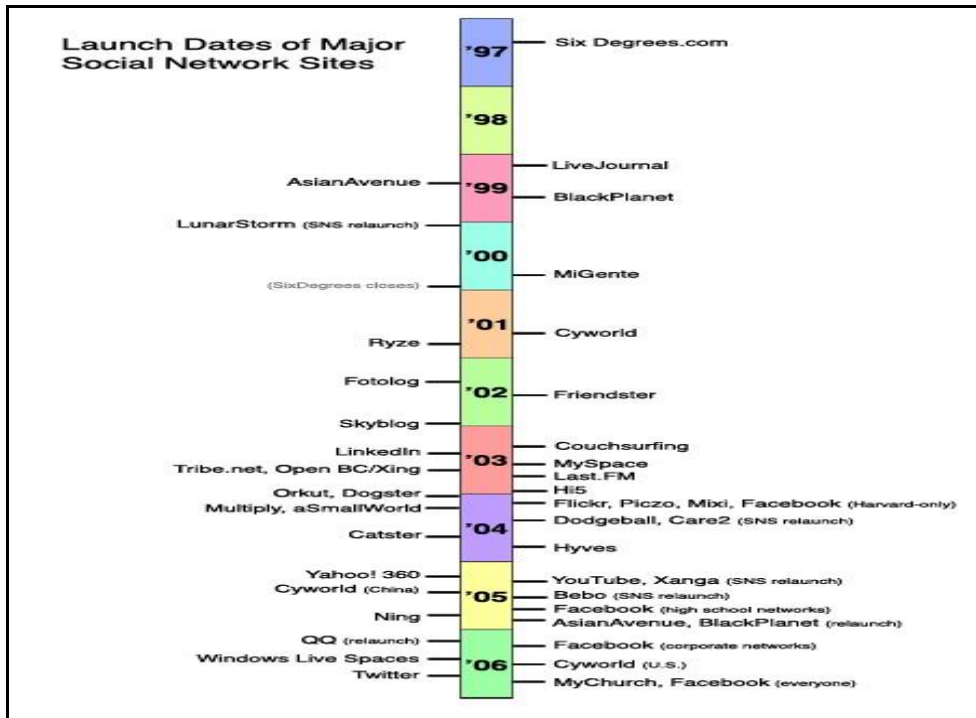 Launch Dates of Major
Social Network Sites
'97
Six Degrees.com
'98
LiveJournal
AsianAvenue
'99
BlackPlanet
LunarStorm (SNS relaunch)
'00
MiGente
(SixDegrees closes)
'01
Cyworld
Ryze
Fotolog
'02
Friendster
Skyblog
Couchsurfing
LinkedIn
'03
MySpace
Tribe.net, Open BC/Xing
Last.FM
Hi5
Orkut, Dogster
Flickr, Piczo, Mixi, Facebook (Harvard-only)
Multiply, aSmallWorld
Dodgeball, Care2 (SNS relaunch)
'04
Catster
Hyves
Yahoo! 360
YouTube, Xanga (SNS relaunch)
Cyworld (China)
'05
Bebo (SNS relaunch)
Facebook (high school networks)
Ning
AsianAvenue, BlackPlanet (relaunch)
QQ (relaunch)
Facebook (corporate networks)
Windows Live Spaces
'06
Cyworld (U.S.)
Twitter
MyChurch, Facebook (everyone)